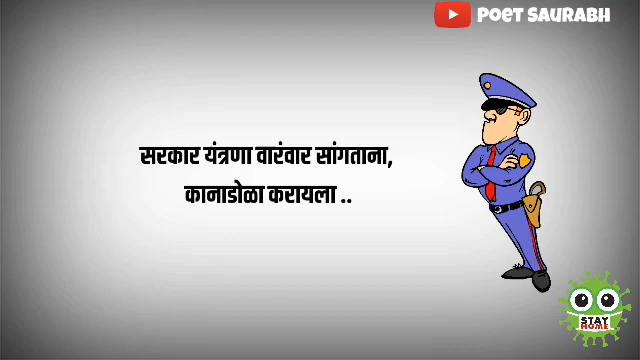 POET SAURABH
सरकार यंत्रणा वारंवार सांगताना,
कानाडोळा करायला ..
STAY
HOME